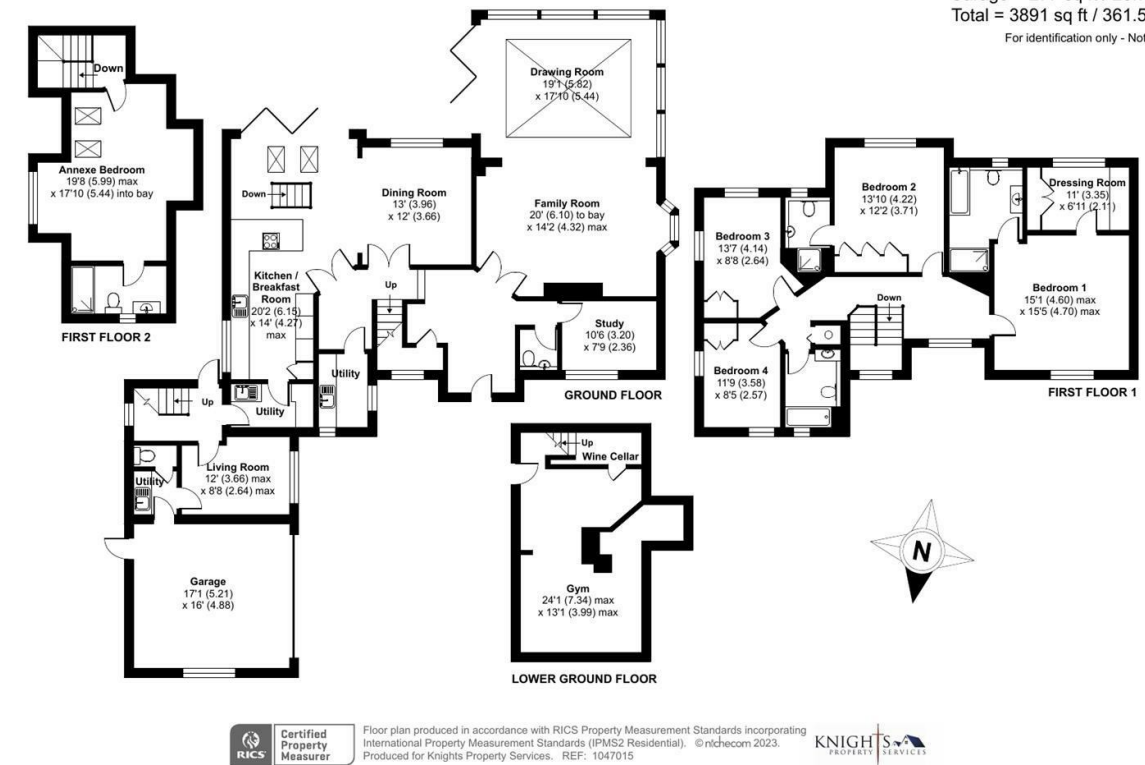 Total = 3891 sq ft / 361.5
For identification only - Not
Down
Annexe Bedroom
19'8 (5.99) max
x 17'10 (5.44) into bay
FIRST FLOOR 2
Drawing Room
19'1 (5.82)
x 17'10 (5.44)
Down
Dining Room
13' (3.96)
x 12' (3.66)
Family Room
20' (6.10) to bay
x 14'2 (4.32) max
Kitchen /
Breakfast
Room
20'2 (6.15)
x 14' (4.27)
max
Up
Study
10'6 (3.20)
x 7'9 (2.36)
Utility
GROUND FLOOR
Up
Utility
Living Room
12' (3.66) max
x 8'8 (2.64) max
Utility
Garage
17'1 (5.21)
x 16' (4.88)
Bedroom 2
13'10 (4.22)
x 12'2 (3.71)
Dressing Room
11' (3.35)
x 6'11 (2.11)
Bedroom 3
13'7 (4.14)
x 8'8 (2.64)
Bedroom 1
15'1 (4.60) max
x 15'5 (4.70) max
Down
Bedroom 4
11'9 (3.58)
x 8'5 (2.57)
FIRST FLOOR 1
Up
Wine Cellar
Gym
24'1 (7.34) max
x 13'1 (3.99) max
LOWER GROUND FLOOR
N
RICS
Certified
Property
Measurer
Floor plan produced in accordance with RICS Property Measurement Standards incorporating
International Property Measurement Standards (IPMS2 Residential). ©nichecom 2023.
Produced for Knights Property Services. REF: 1047015
KNIGHTS
PROPERTY SERVICES